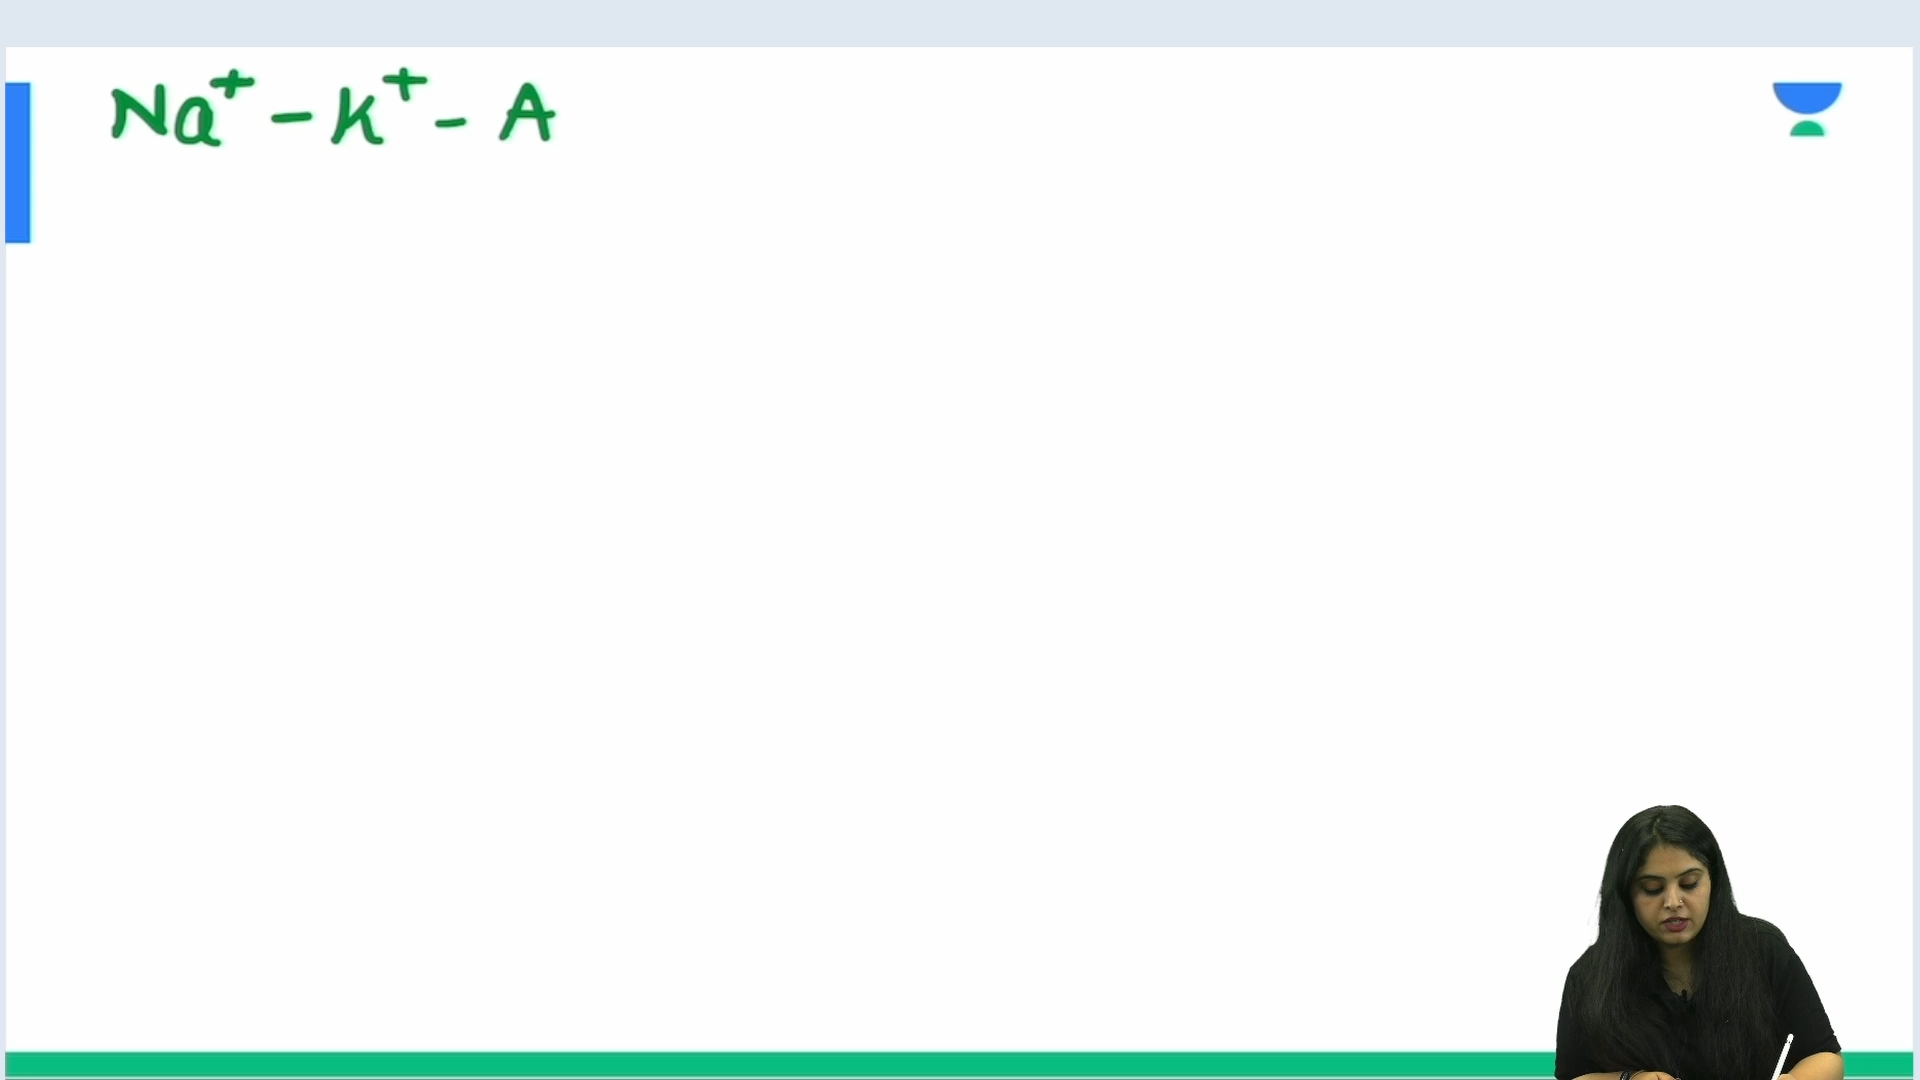 Na⁺ - K⁺ - A